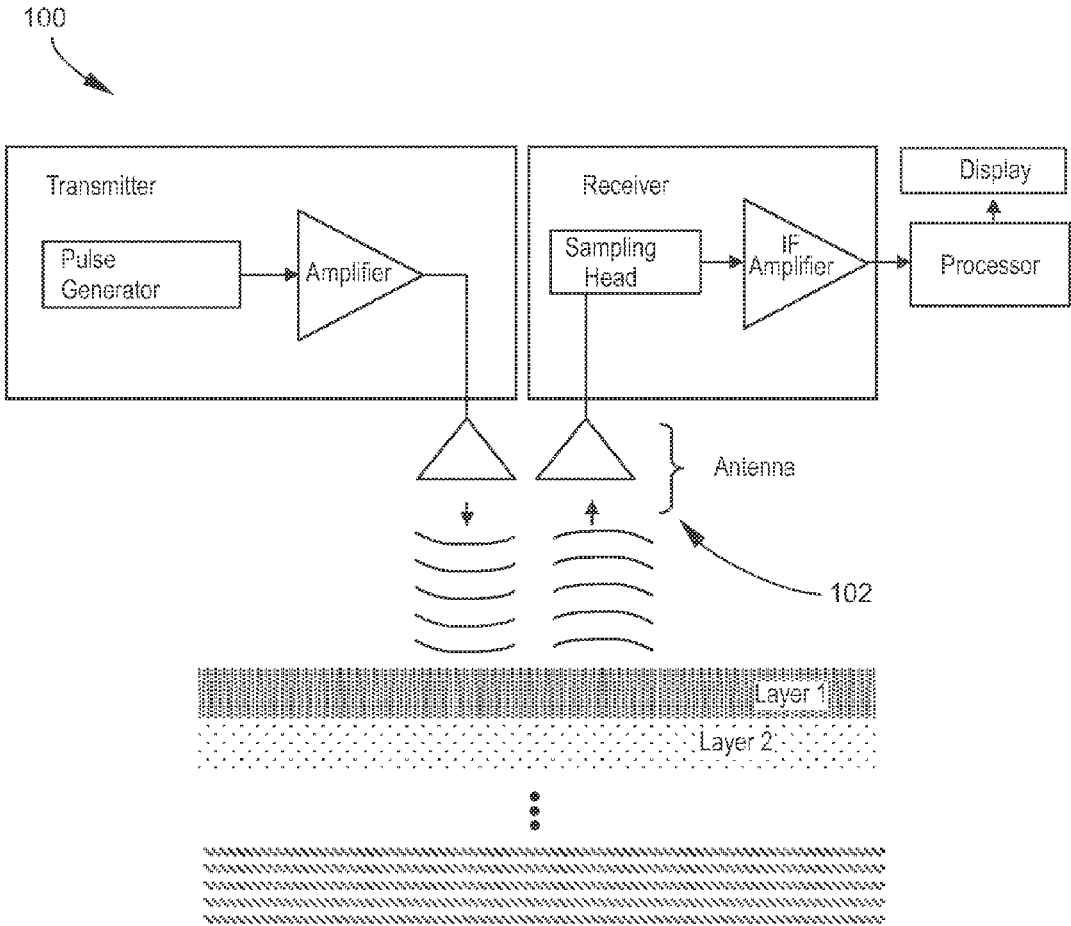 100
Transmitter
Pulse
Generator
Amplifier
Receiver
Sampling
Head
IF
Amplifier
Display
Processor
Antenna
102
Layer 1
Layer 2